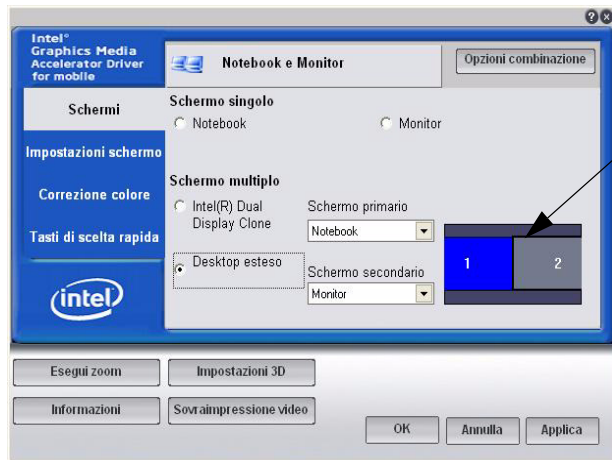 Intel®
Graphics Media
Accelerator Driver
for mobile
Notebook e Monitor
Opzioni combinazione
Schermi
Impostazioni schermo
Correzione colore
Tasti di scelta rapida
intel
Schermo singolo
Notebook
Monitor
Schermo multiplo
Intel(R) Dual
Display Clone
Schermo primario
Notebook
Desktop esteso
Schermo secondario
Monitor
1
2
Esegui zoom
Impostazioni 3D
Informazioni
Sovraimpressione video
OK
Annulla
Applica